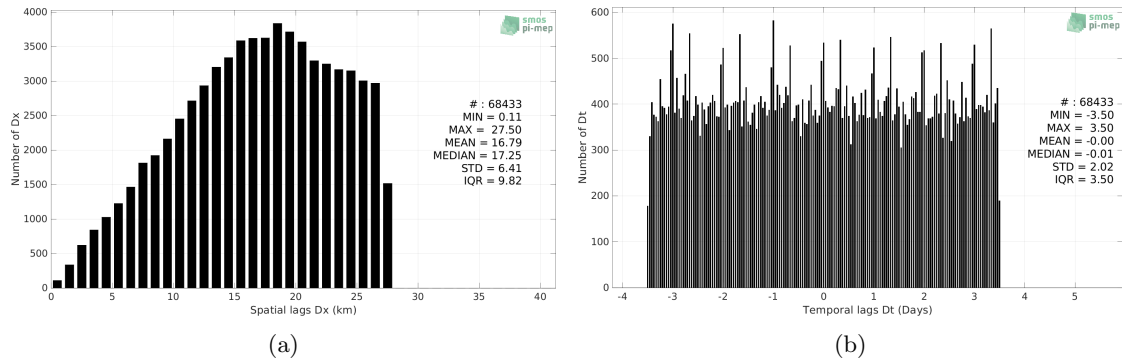 4000
3500
3000
2500
2000
1500
1000
500
0
Number of Dx
0 5 10 15 20 25 30 35 40
Spatial lags Dx (km)
smos
pi-mep
# : 68433
MIN = 0.11
MAX = 27.50
MEAN = 16.79
MEDIAN = 17.25
STD = 6.41
IQR = 9.82
(a)
600
500
400
300
200
100
0
Number of Dt
-4 -3 -2 -1 0 1 2 3 4 5
Temporal lags Dt (Days)
smos
pi-mep
# : 68433
MIN = -3.50
MAX = 3.50
MEAN = -0.00
MEDIAN = -0.01
STD = 2.02
IQR = 3.50
(b)